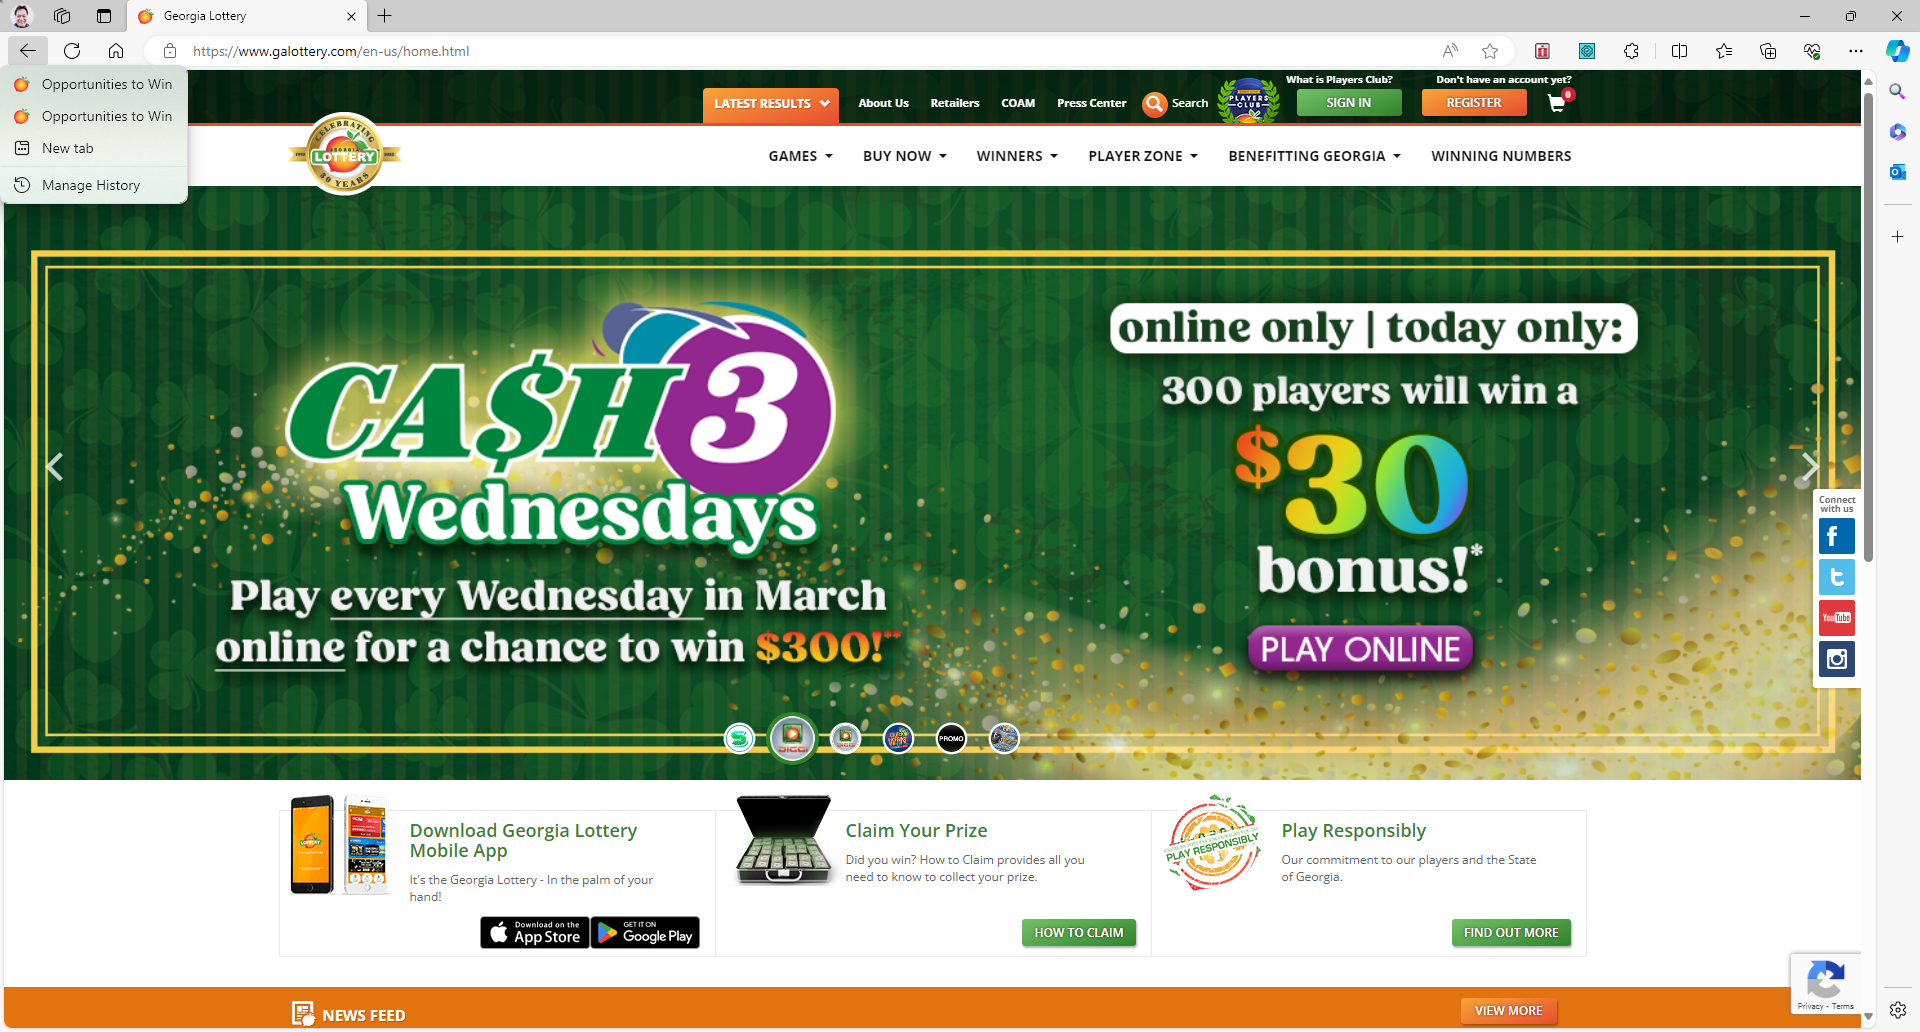 Georgia Lottery
https://www.galottery.com/en-us/home.html
Opportunities to Win
Opportunities to Win
New tab
Manage History
LATEST RESULTS
About Us
Retailers
COAM
Press Center
Search
PLAYERS
CLUB
What is Players Club?
SIGN IN
Don't have an account yet?
REGISTER
0
CELEBRATING
GEORGIA
LOTTERY
30 YEARS
GAMES
BUY NOW
WINNERS
PLAYER ZONE
BENEFITTING GEORGIA
WINNING NUMBERS
CA$H 3
Wednesdays
Play every Wednesday in March
online for a chance to win $300!**
online only | today only:
300 players will win a
$30
bonus!*
PLAY ONLINE
Connect
with us
YouTube
DIGGI
PROMO
Download Georgia Lottery
Mobile App
It's the Georgia Lottery - In the palm of your
hand!
Download on the
App Store
GET IT ON
Google Play
Claim Your Prize
Did you win? How to Claim provides all you
need to know to collect your prize.
HOW TO CLAIM
PLAY RESPONSIBLY
Play Responsibly
Our commitment to our players and the State
of Georgia.
FIND OUT MORE
Privacy - Terms
NEWS FEED
VIEW MORE